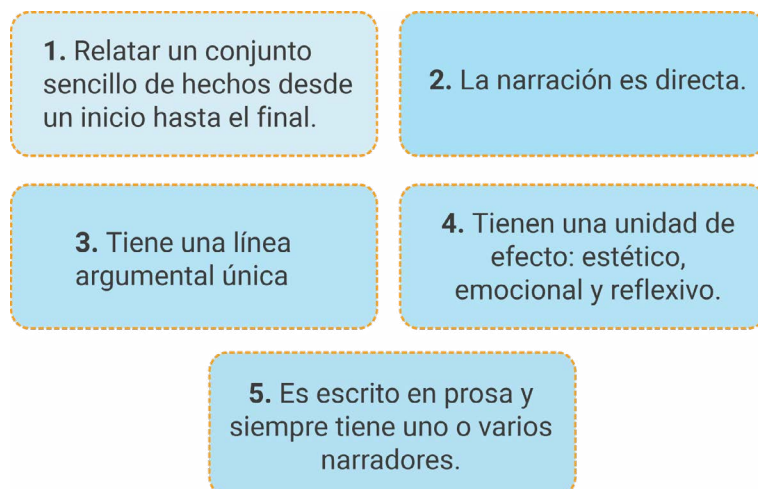 1. Relatar un conjunto
sencillo de hechos desde
un inicio hasta el final.
2. La narración es directa.
3. Tiene una línea
argumental única
4. Tienen una unidad de
efecto: estético,
emocional y reflexivo.
5. Es escrito en prosa y
siempre tiene uno o varios
narradores.